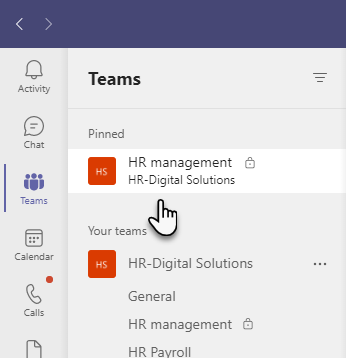 Activity
Chat
Teams
Calendar
Calls
Teams
Pinned
HS
HR management
HR-Digital Solutions
Your teams
HS
HR-Digital Solutions
General
HR management
HR Payroll